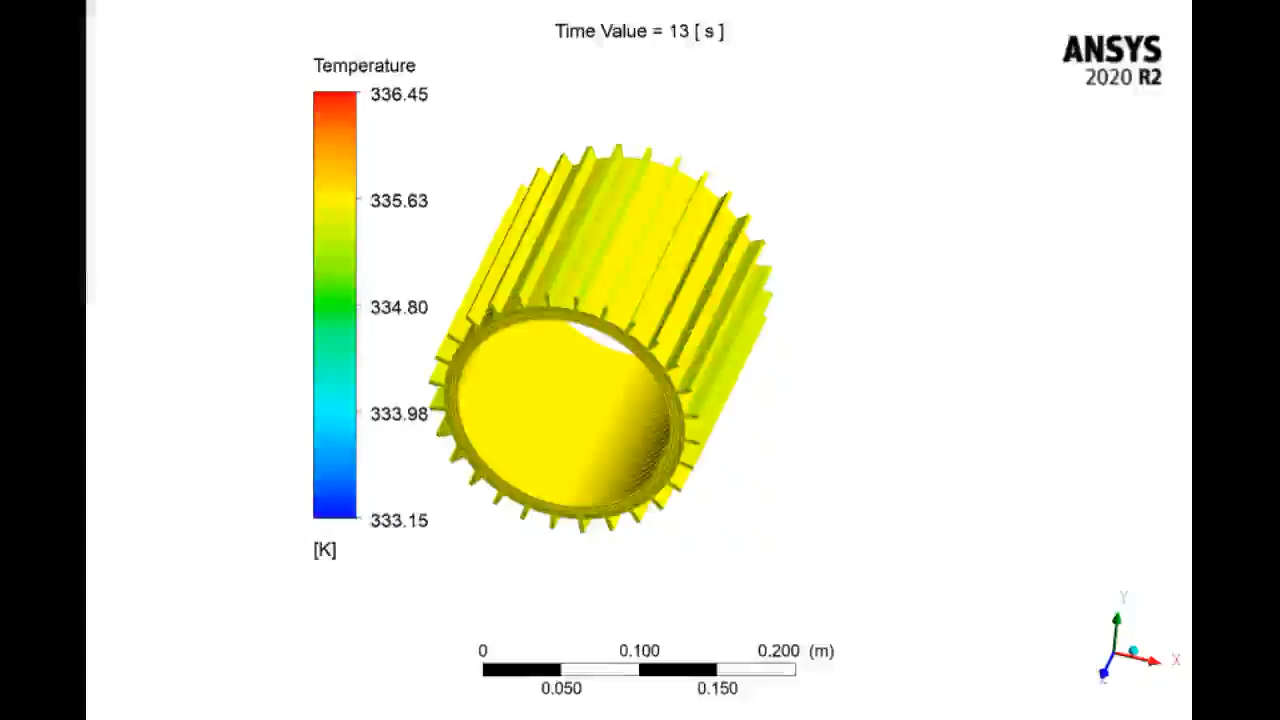 Time Value = 13 [ s ]
ANSYS
2020 R2
Temperature
336.45
335.63
334.80
333.98
333.15
[K]
0 0.100 0.200 (m)
0.050 0.150
Y
X